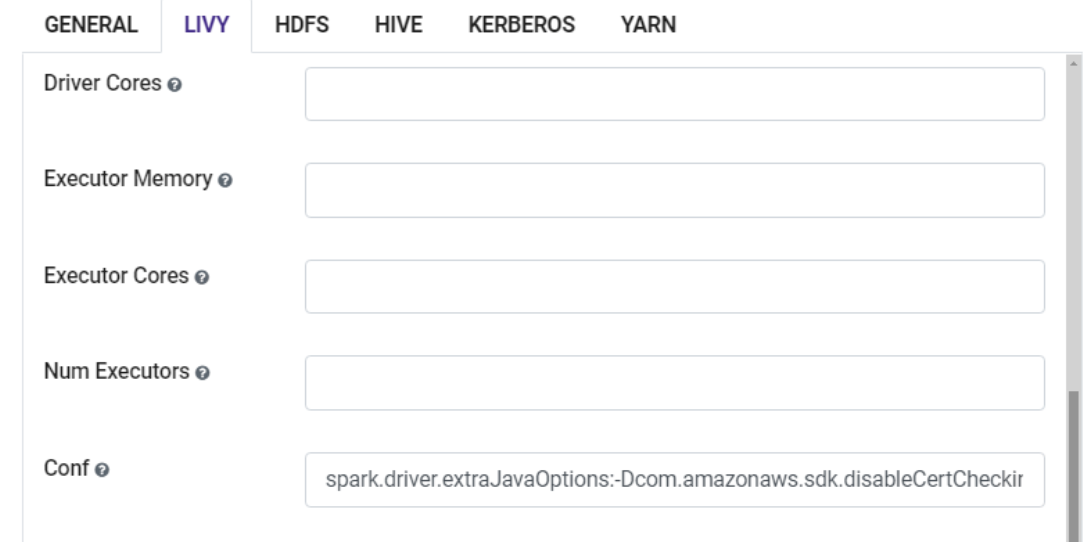 GENERAL LIVY HDFS HIVE KERBEROS YARN
Driver Cores
Executor Memory
Executor Cores
Num Executors
Conf spark.driver.extraJavaOptions:-Dcom.amazonaws.sdk.disableCertCheckin